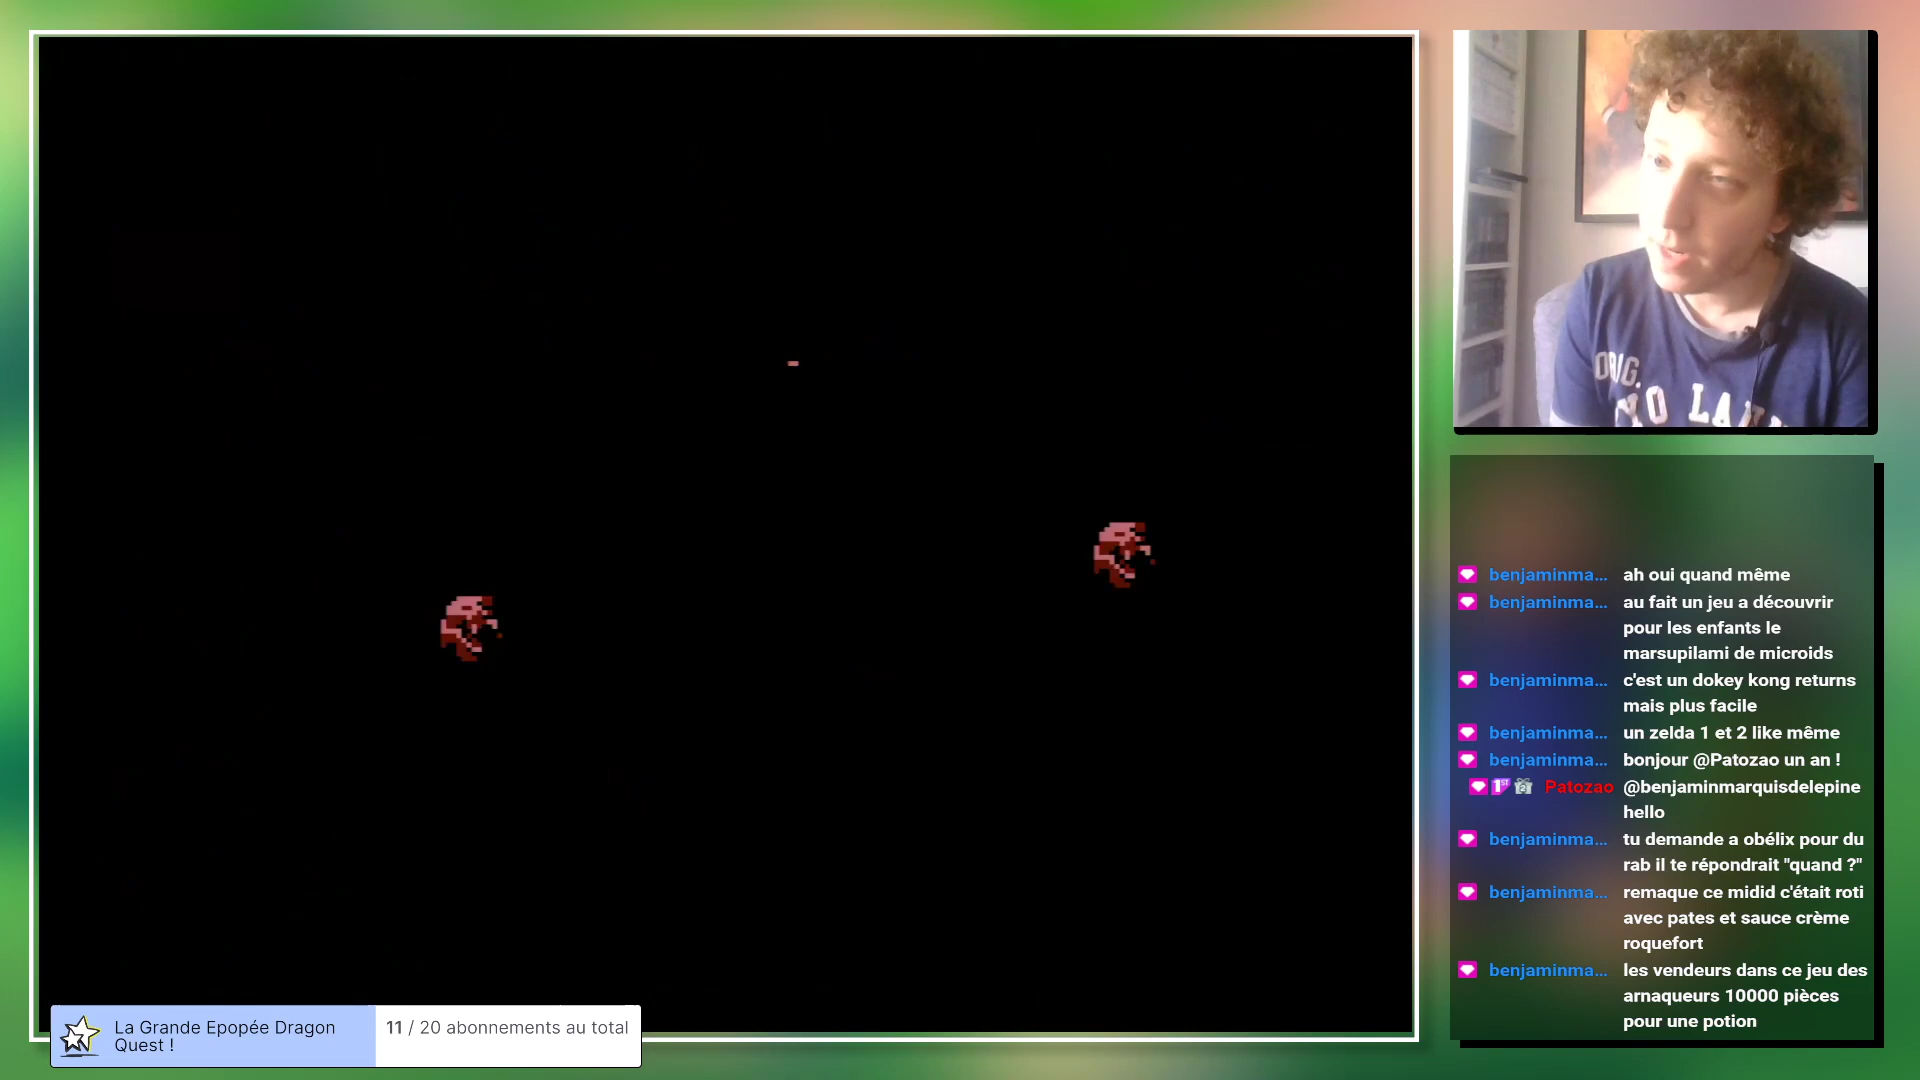 ORIG.
benjaminma... ah oui quand même
benjaminma... au fait un jeu a découvrir
pour les enfants le
marsupilami de microids
benjaminma... c'est un dokey kong returns
mais plus facile
benjaminma... un zelda 1 et 2 like même
benjaminma... bonjour @Patozao un an !
Patozao @benjaminmarquisdelepine
hello
benjaminma... tu demande a obélix pour du
rab il te répondrait "quand ?"
benjaminma... remaque ce midid c'était roti
avec pates et sauce crème
roquefort
benjaminma... les vendeurs dans ce jeu des
arnaqueurs 10000 pièces
pour une potion
La Grande Epopée Dragon
Quest !
11 / 20 abonnements au total